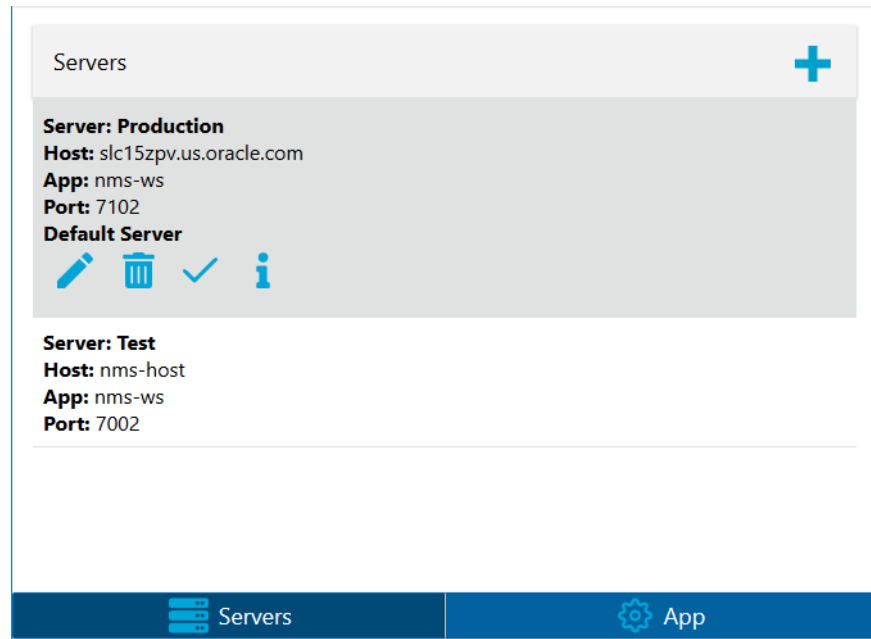 Servers
Server: Production
Host: slc15zpv.us.oracle.com
App: nms-ws
Port: 7102
Default Server
Server: Test
Host: nms-host
App: nms-ws
Port: 7002
Servers
App